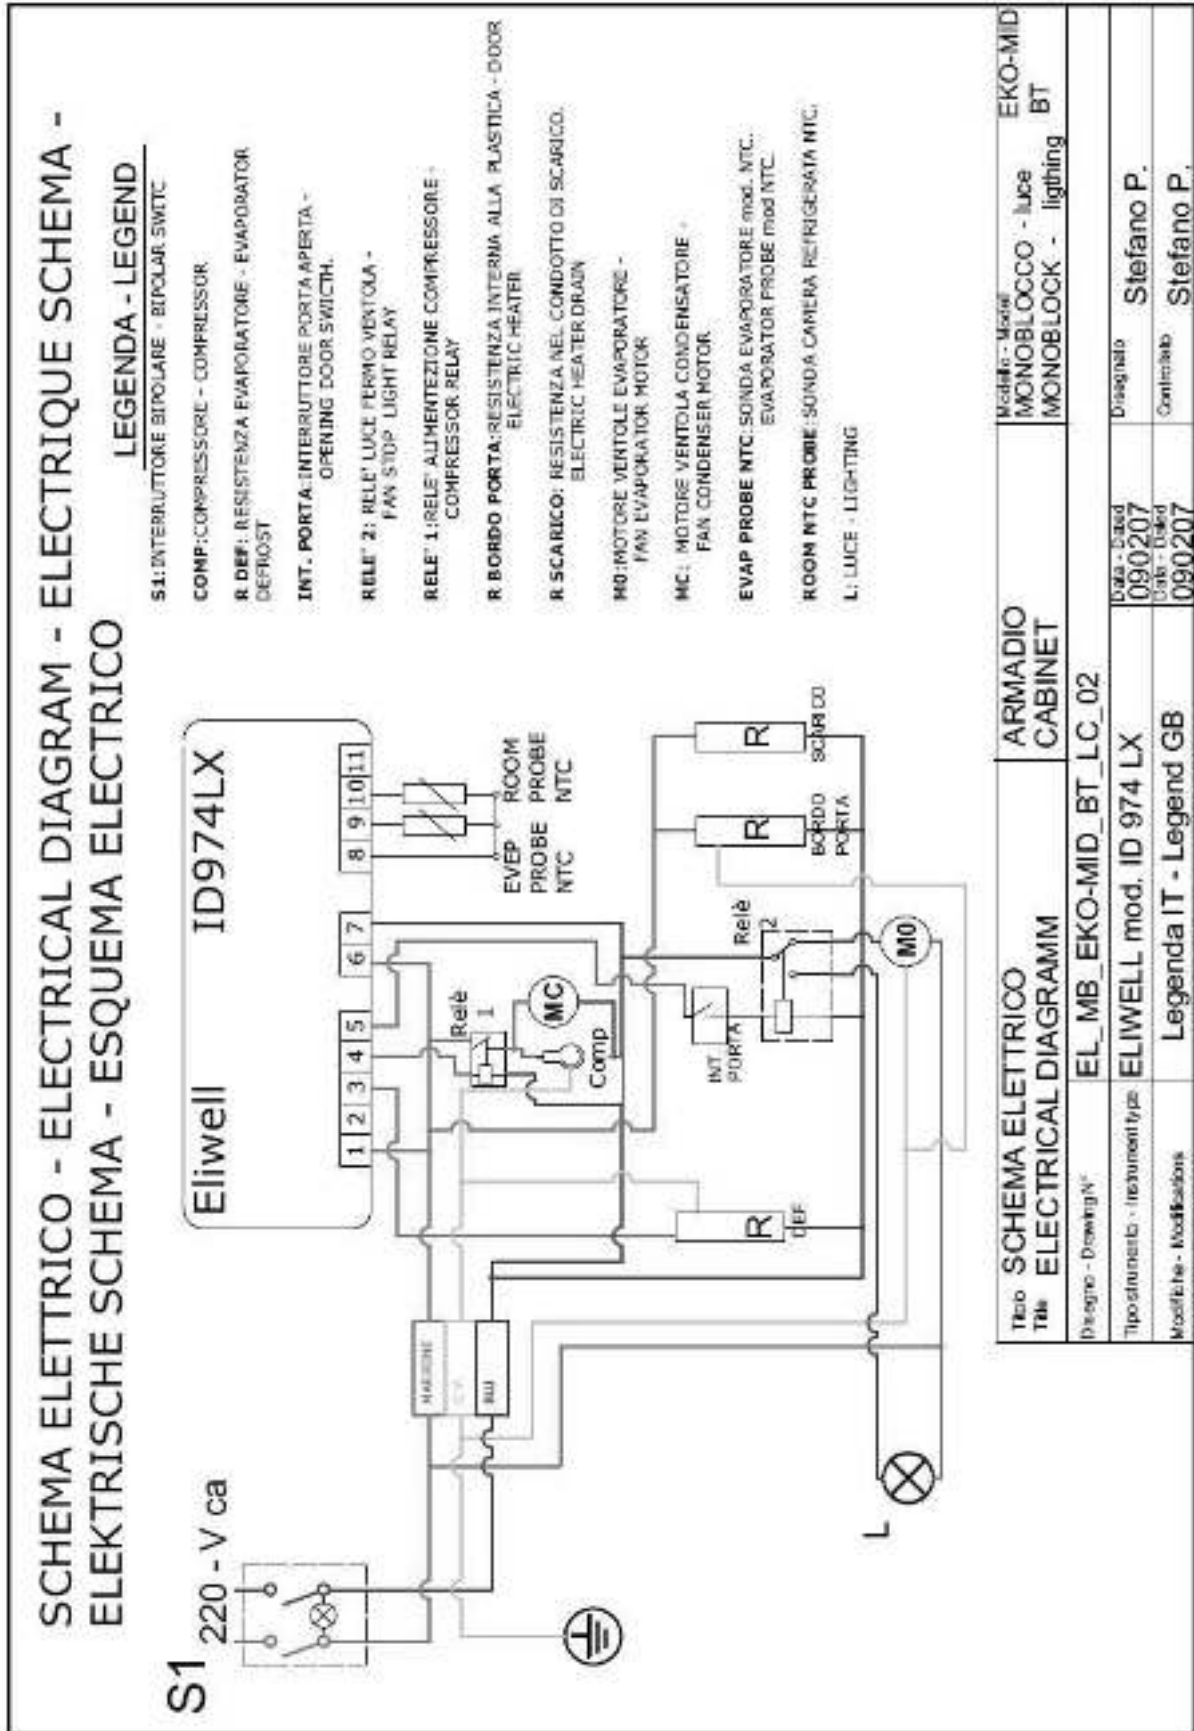 SCHEMA ELETTRICO - ELECTRICAL DIAGRAM - ELECTRIQUE SCHEMA -
ELEKTRISCHE SCHEMA - ESQUEMA ELECTRICO
S1
220 - V ca
Eliwell
ID974LX
1 2 3 4 5 6 7 8 9 10 11
EVEP
PROBE
NTC
ROOM
PROBE
NTC
Relè
1
MC
Comp
MARRONE
G.V.
BLU
R
DEF
INT.
PORTA
Relè
2
R
BORDO
PORTA
R
SCARICO
M0
L
LEGENDA - LEGEND
S1: INTERRUTTORE BIPOLARE - BIPOLAR SWITC
COMP:COMPRESSORE - COMPRESSOR
R DEF: RESISTENZA EVAPORATORE - EVAPORATOR
DEFROST
INT. PORTA:INTERRUTTORE PORTA APERTA -
OPENING DOOR SWICTH.
RELE' 2: RELE' LUCE FERMO VENTOLA -
FAN STOP LIGHT RELAY
RELE' 1:RELE' ALIMENTEZIONE COMPRESSORE -
COMPRESSOR RELAY
R BORDO PORTA:RESISTENZA INTERNA ALLA PLASTICA - DOOR
ELECTRIC HEATER
R SCARICO: RESISTENZA NEL CONDOTTO DI SCARICO.
ELECTRIC HEATER DRAIN
M0:MOTORE VENTOLE EVAPORATORE -
FAN EVAPORATOR MOTOR
MC: MOTORE VENTOLA CONDENSATORE -
FAN CONDENSER MOTOR
EVAP PROBE NTC:SONDA EVAPORATORE mod. NTC.
EVAPORATOR PROBE mod NTC.
ROOM NTC PROBE: SONDA CAMERA REFRIGERATA NTC.
L: LUCE - LIGHTING
Titolo SCHEMA ELETTRICO
Title ELECTRICAL DIAGRAMM
ARMADIO
CABINET
Modello - Model
MONOBLOCCO - luce EKO-MID
MONOBLOCK - ligthing BT
Disegno - Drawing N° EL_MB_EKO-MID_BT_LC_02
Tipo strumento - Instrument type ELIWELL mod. ID 974 LX
Data - Dated
090207
Disegnato
Stefano P.
Modifiche - Modifications Legenda IT - Legend GB
Data - Dated
090207
Controllato
Stefano P.